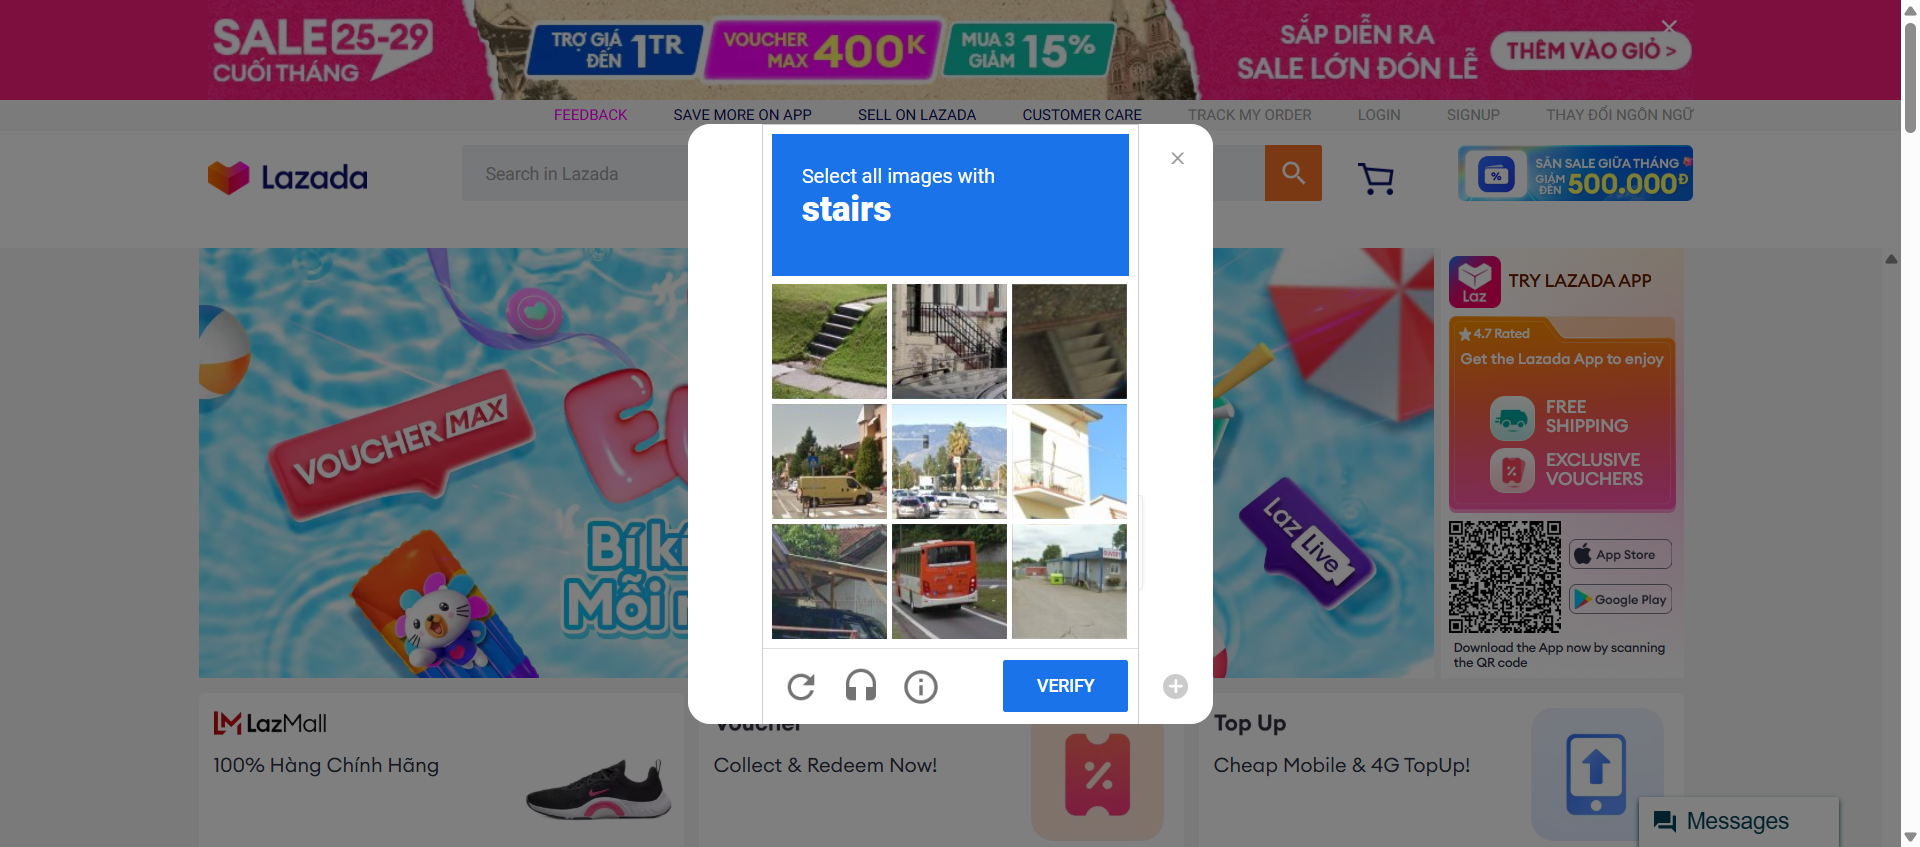 SALE 25-29
CUỐI THÁNG
TRỢ GIÁ
ĐẾN 1TR
VOUCHER
MAX 400K
MUA 3
GIẢM 15%
SẮP DIỄN RA
SALE LỚN ĐÓN LỄ
THÊM VÀO GIỎ >
FEEDBACK
SAVE MORE ON APP
SELL ON LAZADA
CUSTOMER CARE
TRACK MY ORDER
LOGIN
SIGNUP
THAY ĐỔI NGÔN NGỮ
Lazada
Search in Lazada
SĂN SALE GIỮA THÁNG
GIẢM
ĐẾN 500.000Đ
Select all images with
stairs
VERIFY
VOUCHER MAX
Bíkí
Mỗi
Laz Live
Laz
TRY LAZADA APP
4.7 Rated
Get the Lazada App to enjoy
FREE
SHIPPING
EXCLUSIVE
VOUCHERS
App Store
Google Play
Download the App now by scanning
the QR code
LazMall
100% Hàng Chính Hãng
Voucher
Collect & Redeem Now!
Top Up
Cheap Mobile & 4G TopUp!
Messages